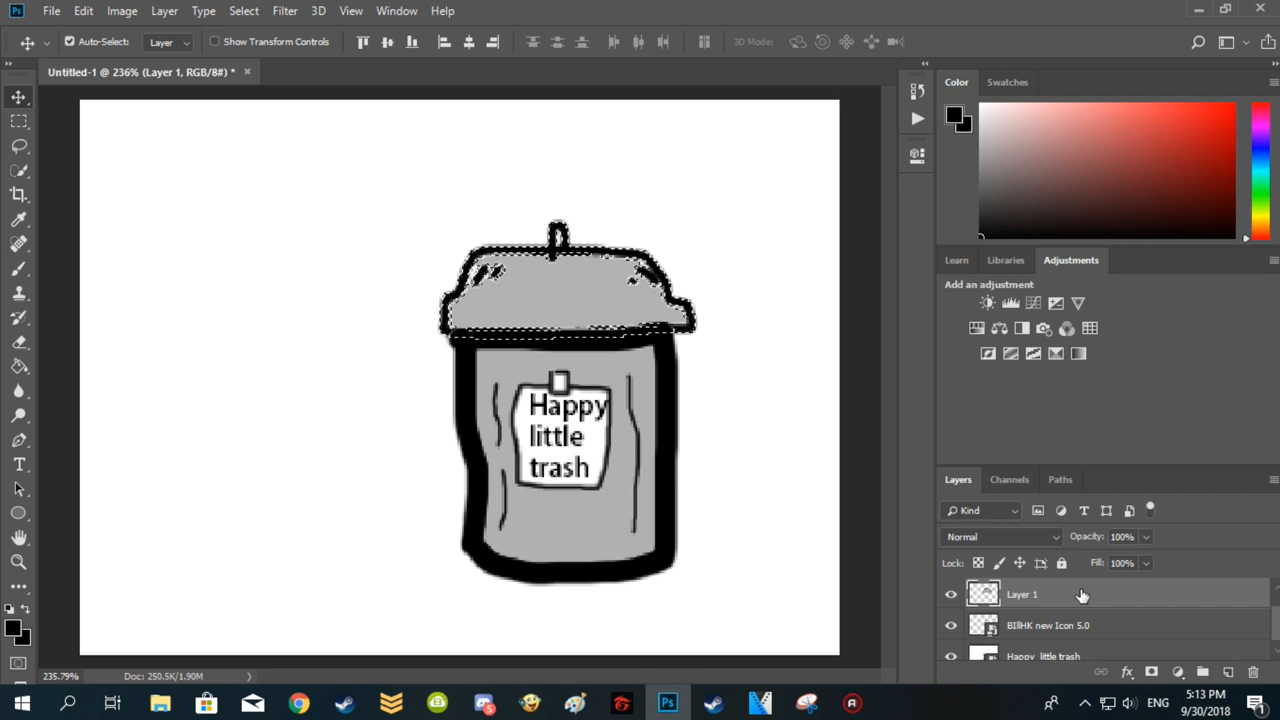 Ps File Edit Image Layer Type Select Filter 3D View Window Help
Auto-Select: Layer Show Transform Controls 3D Mode:
Untitled-1 @ 236% (Layer 1, RGB/8#) *
Color Swatches
Learn Libraries Adjustments
Add an adjustment
Happy
little
trash
Layers Channels Paths
Kind
Normal Opacity: 100%
Lock: Fill: 100%
Layer 1
BIllHK new Icon 5.0
Happy little trash
235.79% Doc: 250.5K/1.90M
ENG
5:13 PM
9/30/2018
1